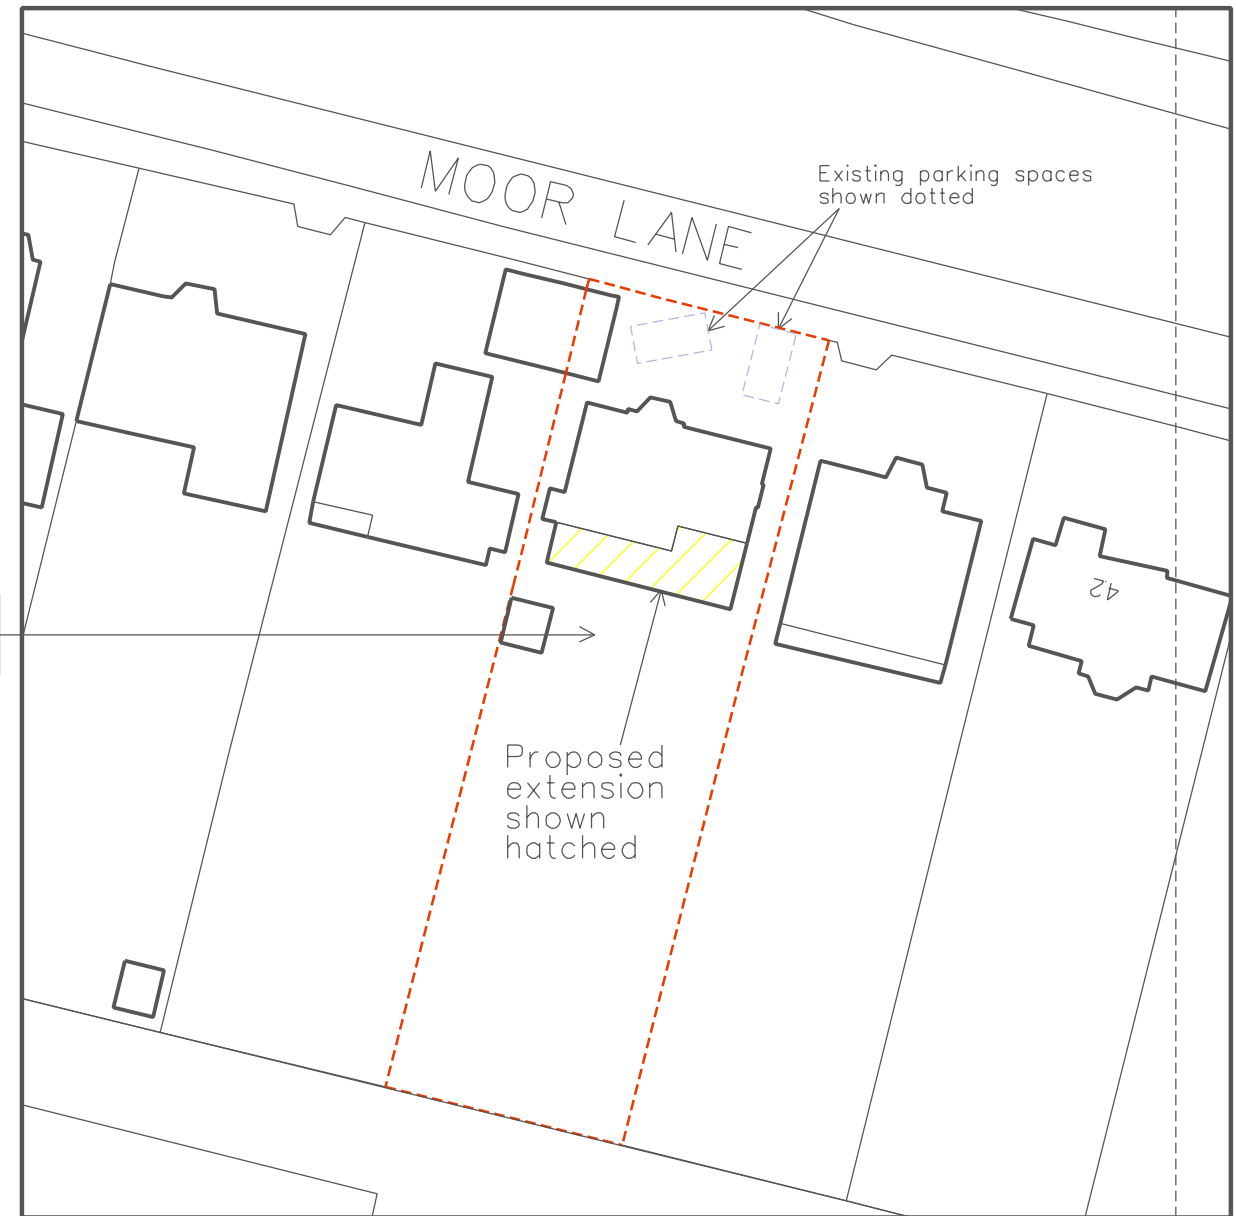 MOOR LANE
Existing parking spaces
shown dotted
42
Proposed
extension
shown
hatched